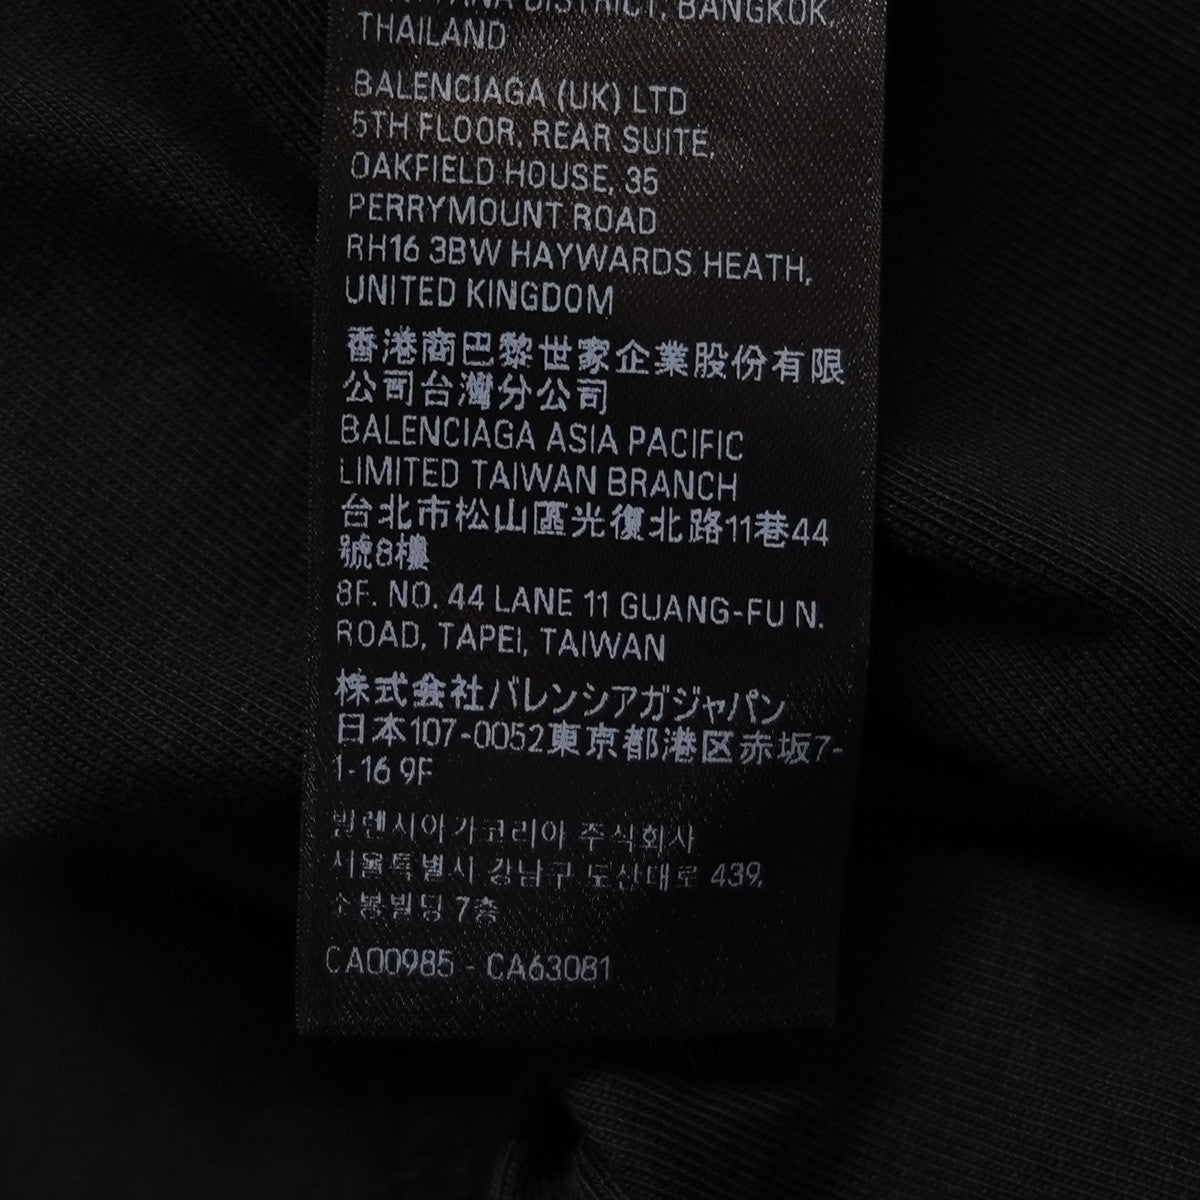 DISTRICT, BANGKOK,
THAILAND
BALENCIAGA (UK) LTD
5TH FLOOR, REAR SUITE,
OAKFIELD HOUSE, 35
PERRYMOUNT ROAD
RH16 3BW HAYWARDS HEATH,
UNITED KINGDOM
香港商巴黎世家企業股份有限
公司台灣分公司
BALENCIAGA ASIA PACIFIC
LIMITED TAIWAN BRANCH
台北市松山區光復北路11巷44
號8樓
8F. NO. 44 LANE 11 GUANG-FU N.
ROAD, TAPEI, TAIWAN
株式会社バレンシアガジャパン
日本107-0052東京都港区赤坂7-
1-16 9F
발렌시아가코리아 주식회사
서울특별시 강남구 도산대로 439,
소봉빌딩 7층
CA00985 - CA63081